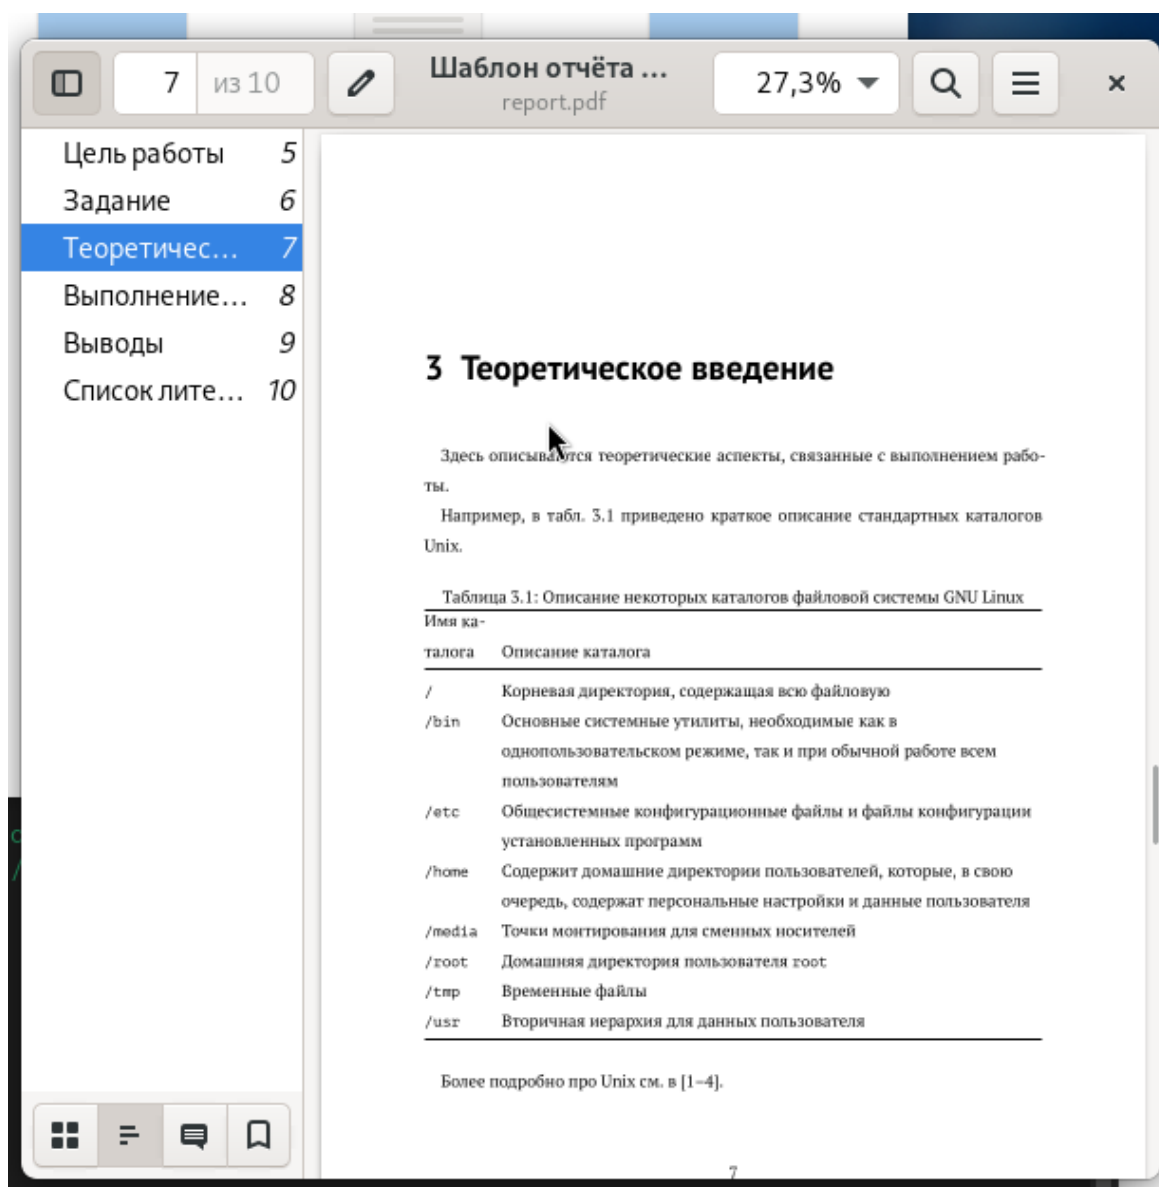 7 из 10
Шаблон отчёта ...
report.pdf
27,3%
Цель работы 5
Задание 6
Теоретичес... 7
Выполнение... 8
Выводы 9
Список лите... 10
3 Теоретическое введение
Здесь описываются теоретические аспекты, связанные с выполнением рабо-
ты.
Например, в табл. 3.1 приведено краткое описание стандартных каталогов
Unix.
Таблица 3.1: Описание некоторых каталогов файловой системы GNU Linux
Имя ка-
талога Описание каталога
/ Корневая директория, содержащая всю файловую
/bin Основные системные утилиты, необходимые как в
однопользовательском режиме, так и при обычной работе всем
пользователям
/etc Общесистемные конфигурационные файлы и файлы конфигурации
установленных программ
/home Содержит домашние директории пользователей, которые, в свою
очередь, содержат персональные настройки и данные пользователя
/media Точки монтирования для сменных носителей
/root Домашняя директория пользователя root
/tmp Временные файлы
/usr Вторичная иерархия для данных пользователя
Более подробно про Unix см. в [1–4].
7